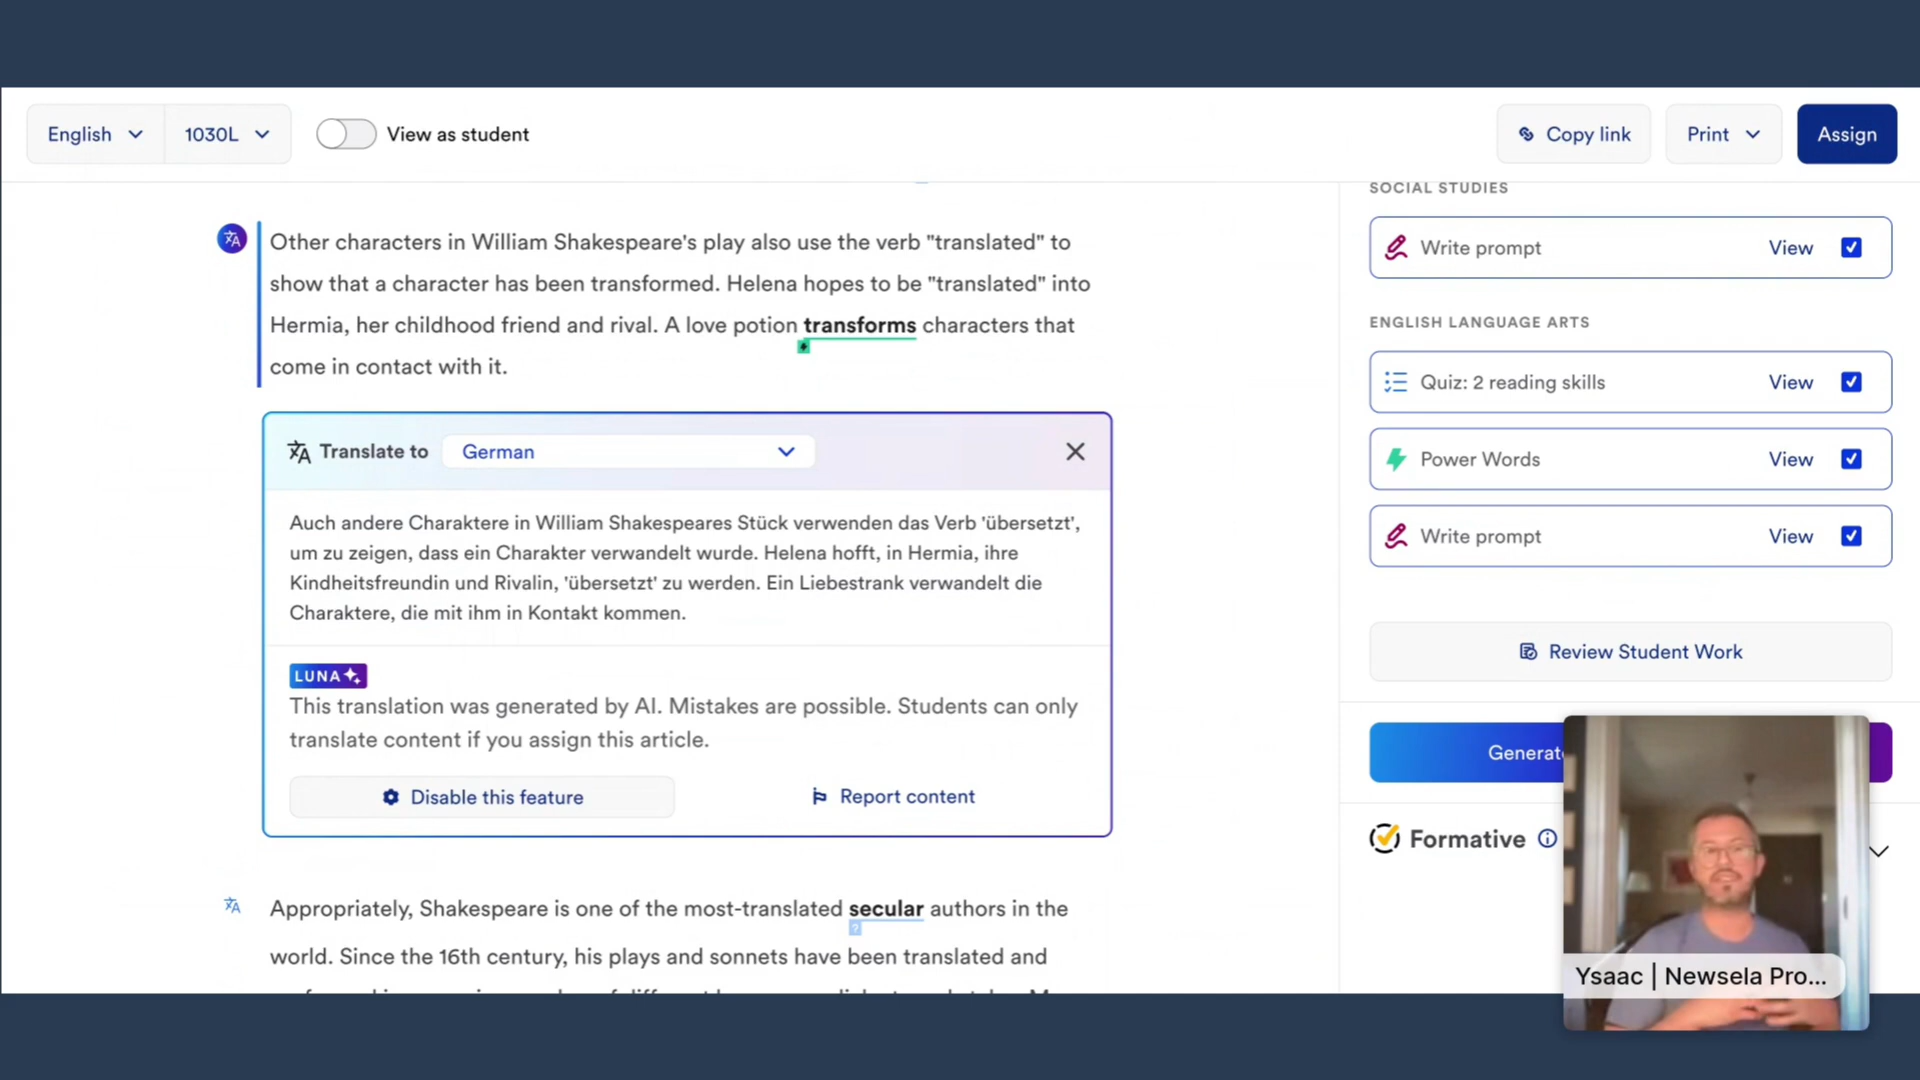 English
1030L
View as student
Copy link
Print
Assign
Other characters in William Shakespeare's play also use the verb "translated" to
show that a character has been transformed. Helena hopes to be "translated" into
Hermia, her childhood friend and rival. A love potion transforms characters that
come in contact with it.
Translate to German
Auch andere Charaktere in William Shakespeares Stück verwenden das Verb 'übersetzt',
um zu zeigen, dass ein Charakter verwandelt wurde. Helena hofft, in Hermia, ihre
Kindheitsfreundin und Rivalin, 'übersetzt' zu werden. Ein Liebestrank verwandelt die
Charaktere, die mit ihm in Kontakt kommen.
LUNA
This translation was generated by AI. Mistakes are possible. Students can only
translate content if you assign this article.
Disable this feature
Report content
Appropriately, Shakespeare is one of the most-translated secular authors in the
world. Since the 16th century, his plays and sonnets have been translated and
SOCIAL STUDIES
Write prompt View
ENGLISH LANGUAGE ARTS
Quiz: 2 reading skills View
Power Words View
Write prompt View
Review Student Work
Generat
Formative
Ysaac | Newsela Pro...